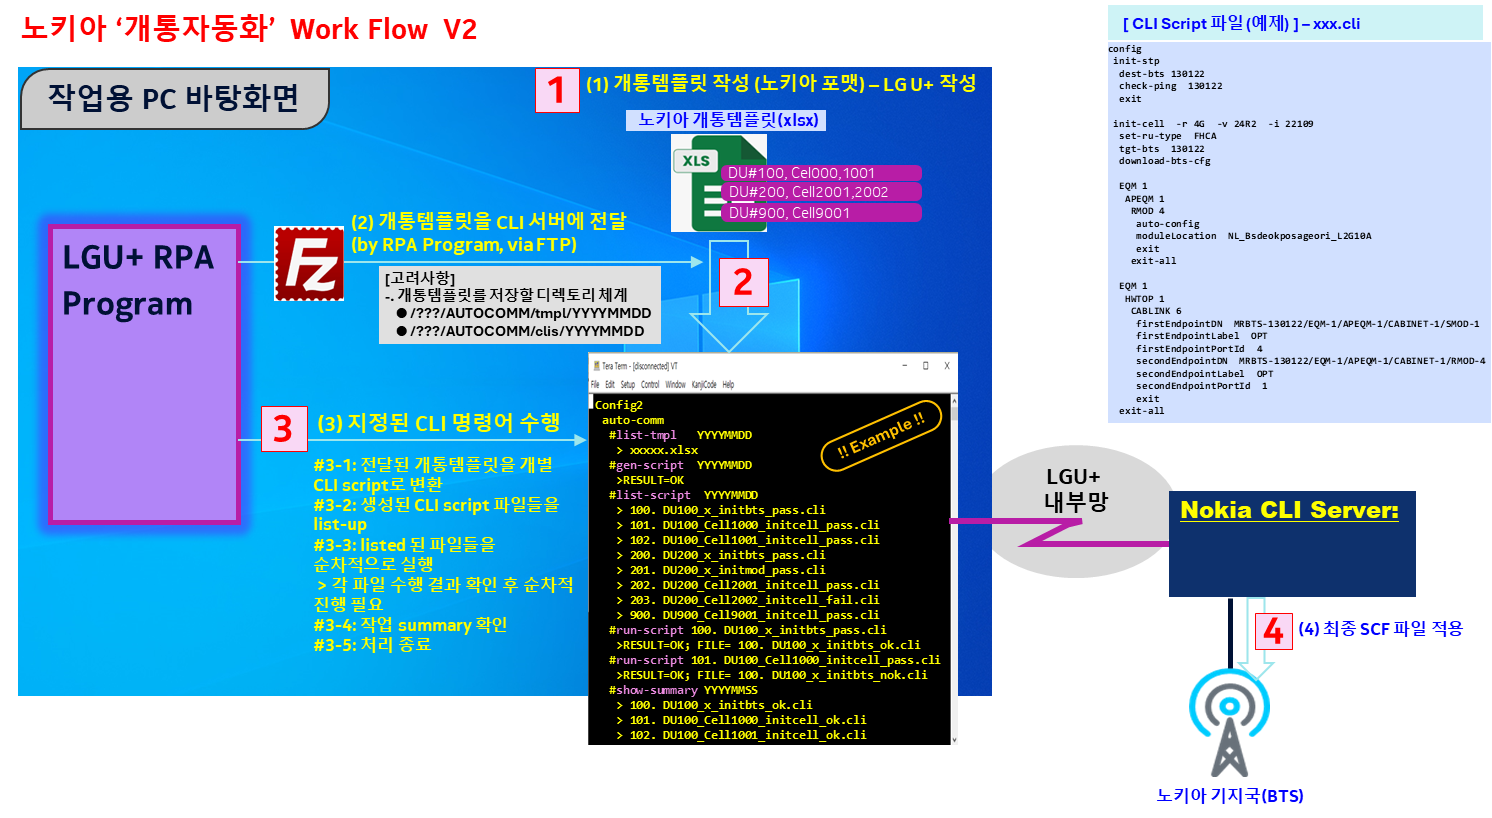 노키아 ‘개통자동화’ Work Flow V2
작업용 PC 바탕화면
1
(1) 개통템플릿 작성 (노키아 포맷) – LG U+ 작성
노키아 개통템플릿(xlsx)
XLS
DU#100, Cel000,1001
DU#200, Cell2001,2002
DU#900, Cell9001
LGU+ RPA
Program
Fz
(2) 개통템플릿을 CLI 서버에 전달
(by RPA Program, via FTP)
2
[고려사항]
-. 개통템플릿를 저장할 디렉토리 체계
● /???/AUTOCOMM/tmpl/YYYYMMDD
● /???/AUTOCOMM/clis/YYYYMMDD
3
(3) 지정된 CLI 명령어 수행
#3-1: 전달된 개통템플릿을 개별
CLI script로 변환
#3-2: 생성된 CLI script 파일들을
list-up
#3-3: listed 된 파일들을
순차적으로 실행
> 각 파일 수행 결과 확인 후 순차적
진행 필요
#3-4: 작업 summary 확인
#3-5: 처리 종료
Tera Term - [disconnected] VT
File Edit Setup Control Window KanjiCode Help
!! Example !!
Config2
auto-comm
#list-tmpl YYYYMMDD
> xxxxx.xlsx
#gen-script YYYYMMDD
>RESULT=OK
#list-script YYYYMMDD
> 100. DU100_x_initbts_pass.cli
> 101. DU100_Cell1000_initcell_pass.cli
> 102. DU100_Cell1001_initcell_pass.cli
> 200. DU200_x_initbts_pass.cli
> 201. DU200_x_initmod_pass.cli
> 202. DU200_Cell2001_initcell_pass.cli
> 203. DU200_Cell2002_initcell_fail.cli
> 900. DU900_Cell9001_initcell_pass.cli
#run-script 100. DU100_x_initbts_pass.cli
>RESULT=OK; FILE= 100. DU100_x_initbts_ok.cli
#run-script 101. DU100_Cell1000_initcell_pass.cli
>RESULT=OK; FILE= 100. DU100_x_initbts_nok.cli
#show-summary YYYYMMSS
> 100. DU100_x_initbts_ok.cli
> 101. DU100_Cell1000_initcell_ok.cli
> 102. DU100_Cell1001_initcell_ok.cli
[ CLI Script 파일 (예제) ] – xxx.cli
config
init-stp
dest-bts 130122
check-ping 130122
exit
init-cell -r 4G -v 24R2 -i 22109
set-ru-type FHCA
tgt-bts 130122
download-bts-cfg
EQM 1
APEQM 1
RMOD 4
auto-config
moduleLocation NL_Bsdeokposageori_L2G10A
exit
exit-all
EQM 1
HWTOP 1
CABLINK 6
firstEndpointDN MRBTS-130122/EQM-1/APEQM-1/CABINET-1/SMOD-1
firstEndpointLabel OPT
firstEndpointPortId 4
secondEndpointDN MRBTS-130122/EQM-1/APEQM-1/CABINET-1/RMOD-4
secondEndpointLabel OPT
secondEndpointPortId 1
exit
exit-all
LGU+
내부망
Nokia CLI Server:
4
(4) 최종 SCF 파일 적용
노키아 기지국(BTS)